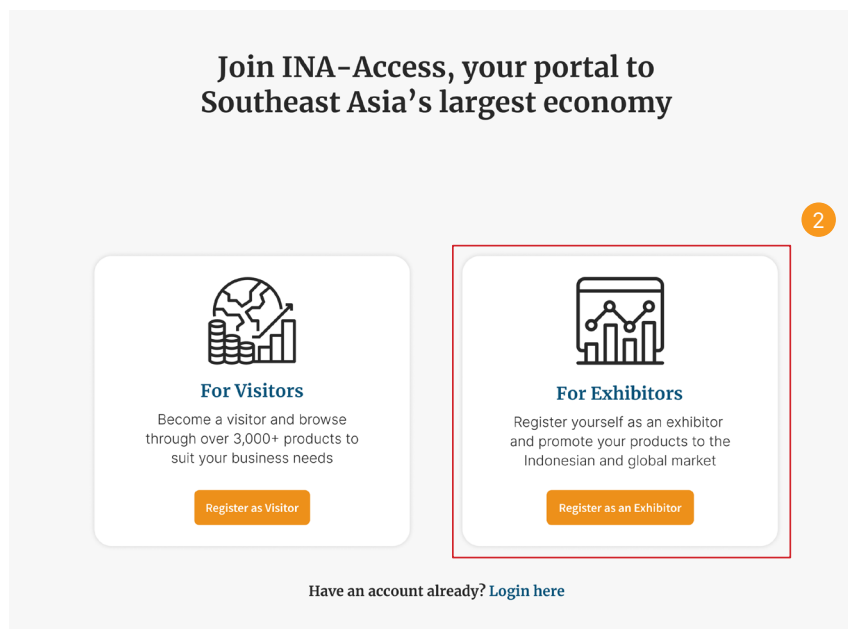 Join INA-Access, your portal to
Southeast Asia's largest economy
2
For Visitors
Become a visitor and browse
through over 3,000+ products to
suit your business needs
Register as Visitor
For Exhibitors
Register yourself as an exhibitor
and promote your products to the
Indonesian and global market
Register as an Exhibitor
Have an account already? Login here